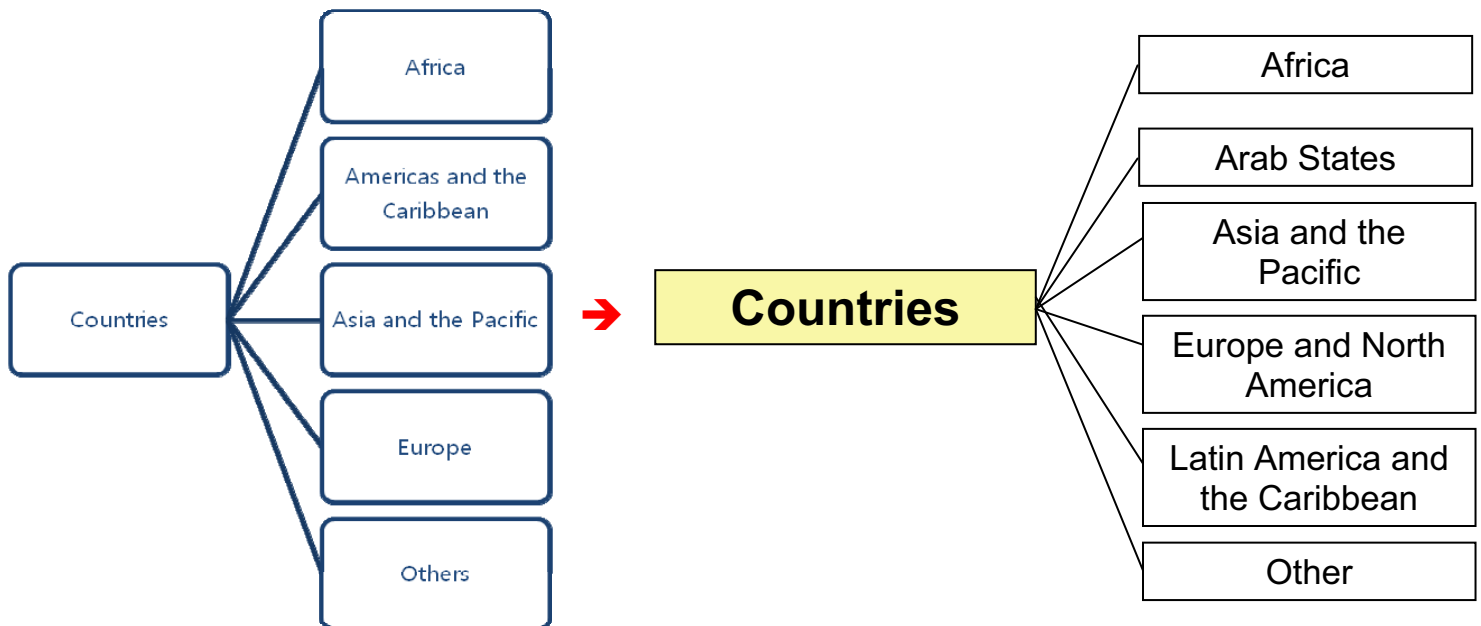 Countries
Africa
Americas and the
Caribbean
Asia and the Pacific
Europe
Others
Countries
Africa
Arab States
Asia and the
Pacific
Europe and North
America
Latin America and
the Caribbean
Other